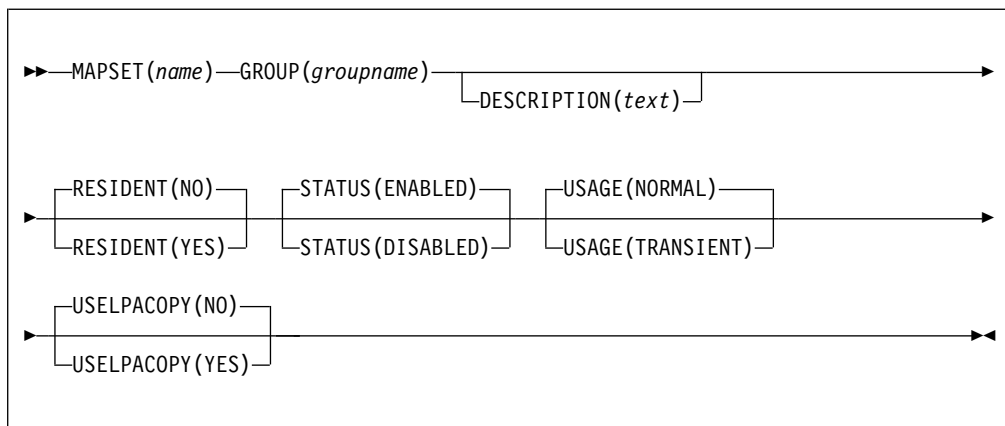 MAPSET(name) GROUP(groupname)
DESCRIPTION(text)
RESIDENT(NO) STATUS(ENABLED) USAGE(NORMAL)
RESIDENT(YES) STATUS(DISABLED) USAGE(TRANSIENT)
USELPACOPY(NO)
USELPACOPY(YES)